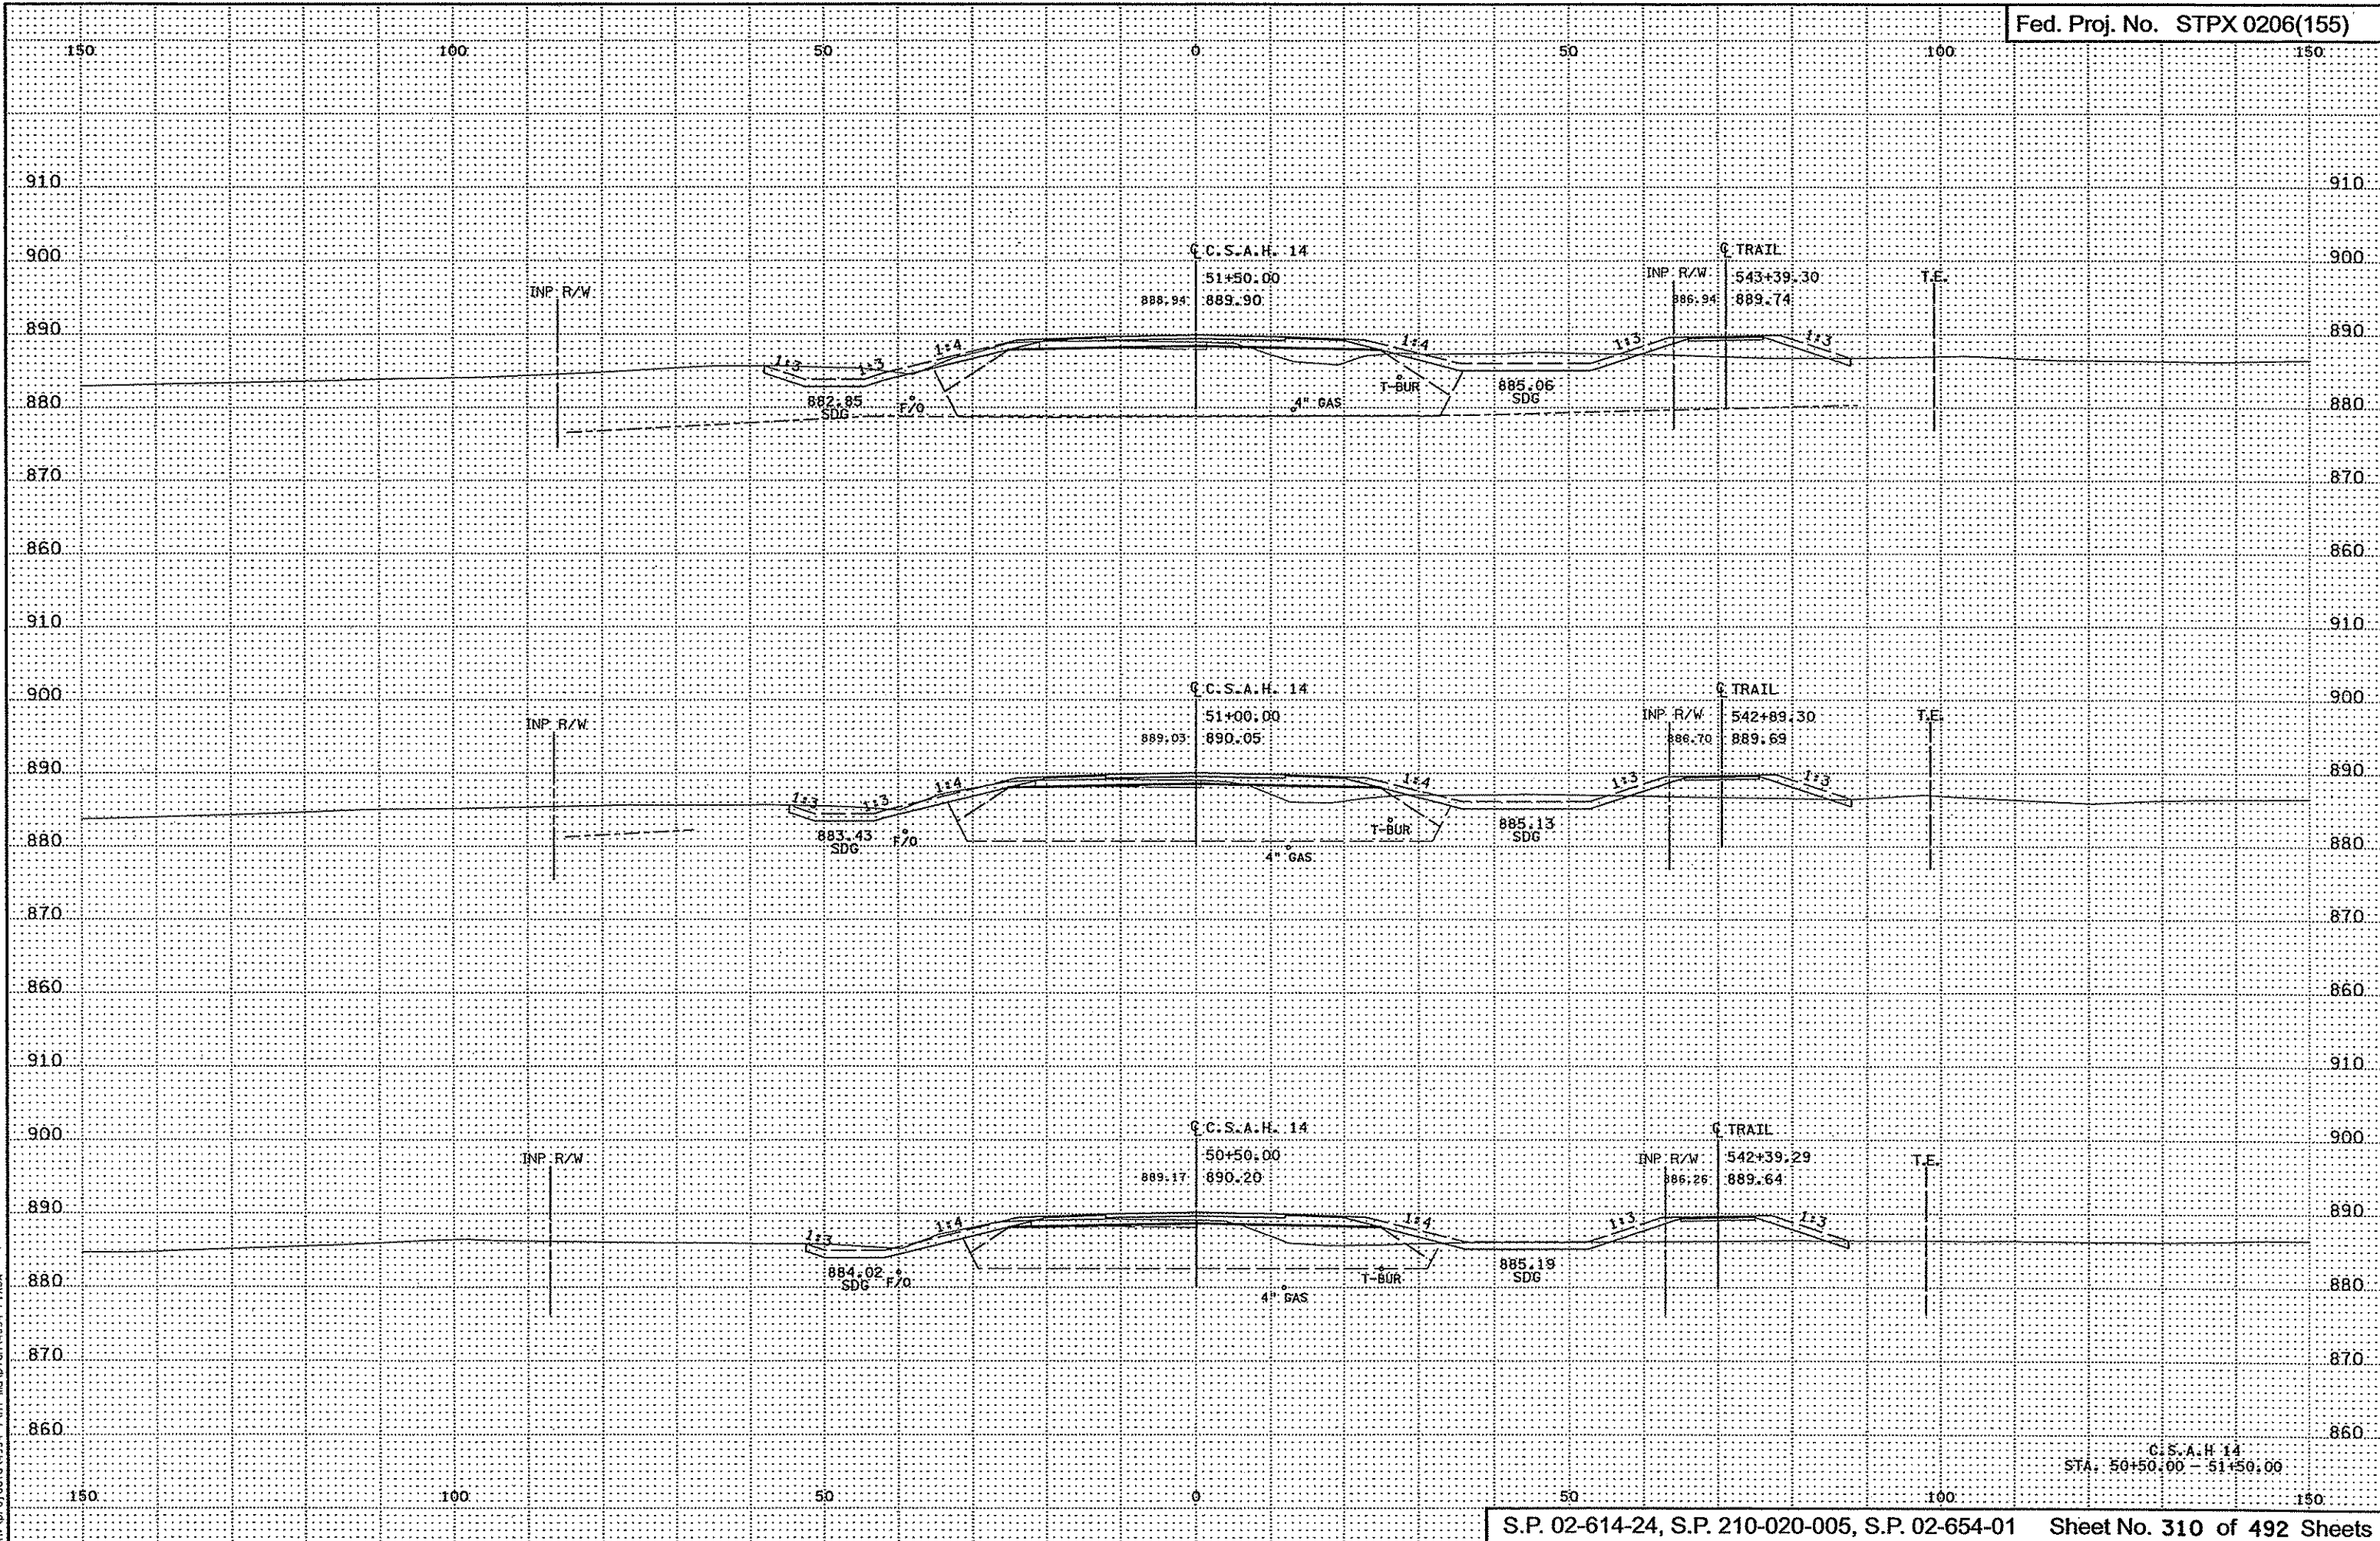 Fed. Proj. No. STPX 0206(155)
150 100 50 0 50 100 150
910 910
C.S.A.H. 14 TRAIL
900 900
INP R/W 51+50.00 INP R/W 543+39.30 T.E.
888.94 889.90 886.94 889.74
890 890
1:3 1:3 1:4 1:4 1:3 1:3
882.85 F/O T-BUR 885.06
SDG 4" GAS SDG
880 880
870 870
860 860
910 910
C.S.A.H. 14 TRAIL
900 900
INP R/W 51+00.00 INP R/W 542+89.30 T.E.
889.03 890.05 886.70 889.69
890 890
1:3 1:3 1:4 1:4 1:3 1:3
883.43 F/O T-BUR 885.13
SDG SDG
880 880
4" GAS
870 870
860 860
910 910
C.S.A.H. 14 TRAIL
900 900
INP R/W 50+50.00 INP R/W 542+39.29 T.E.
889.17 890.20 886.26 889.64
890 890
1:3 1:4 1:4 1:3 1:3
884.02 F/O T-BUR 885.19
SDG SDG
880 880
4" GAS
870 870
860 860
C.S.A.H 14
STA. 50+50.00 - 51+50.00
150 100 50 0 50 100 150
S.P. 02-614-24, S.P. 210-020-005, S.P. 02-654-01 Sheet No. 310 of 492 Sheets